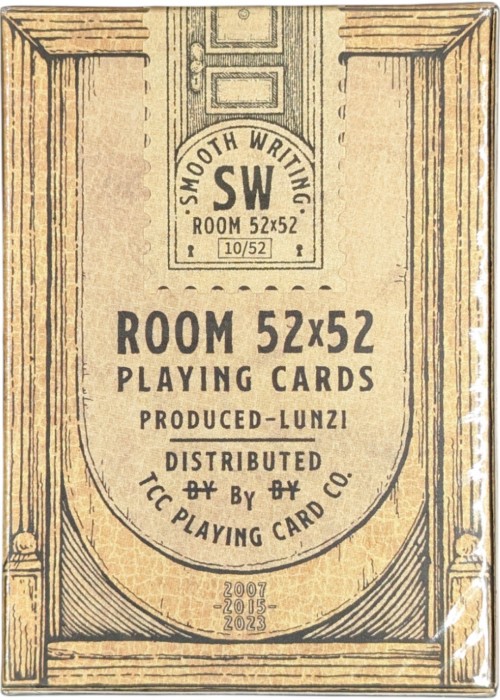 ·SMOOTH WRITING·
SW
ROOM 52x52
10/52
ROOM 52x52
PLAYING CARDS
PRODUCED-LUNZI
DISTRIBUTED
BY By BY
TCC PLAYING CARD CO.
2007
-2015-
2023